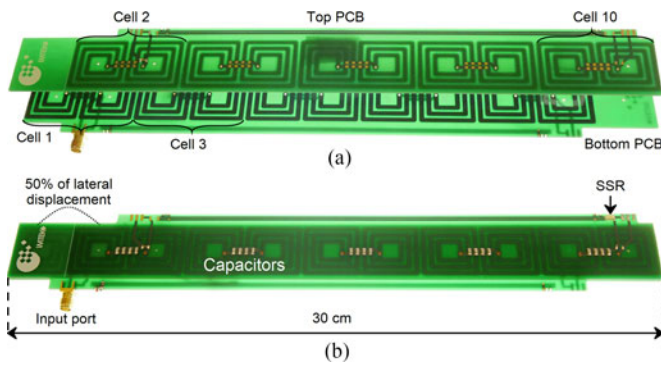 Cell 2
Top PCB
Cell 10
Cell 1
Cell 3
Bottom PCB
(a)
50% of lateral
displacement
SSR
Capacitors
Input port
30 cm
(b)